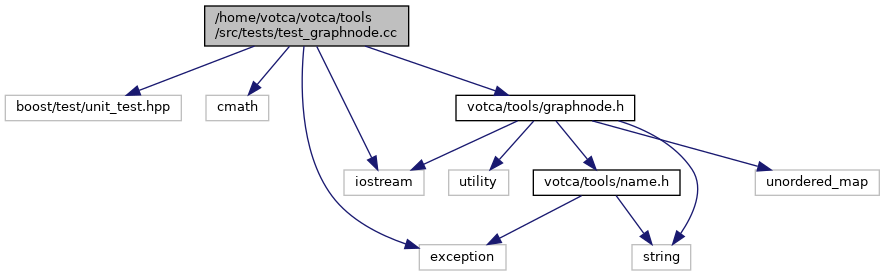 /home/votca/votca/tools
/src/tests/test_graphnode.cc
boost/test/unit_test.hpp
cmath
votca/tools/graphnode.h
iostream
utility
votca/tools/name.h
unordered_map
exception
string